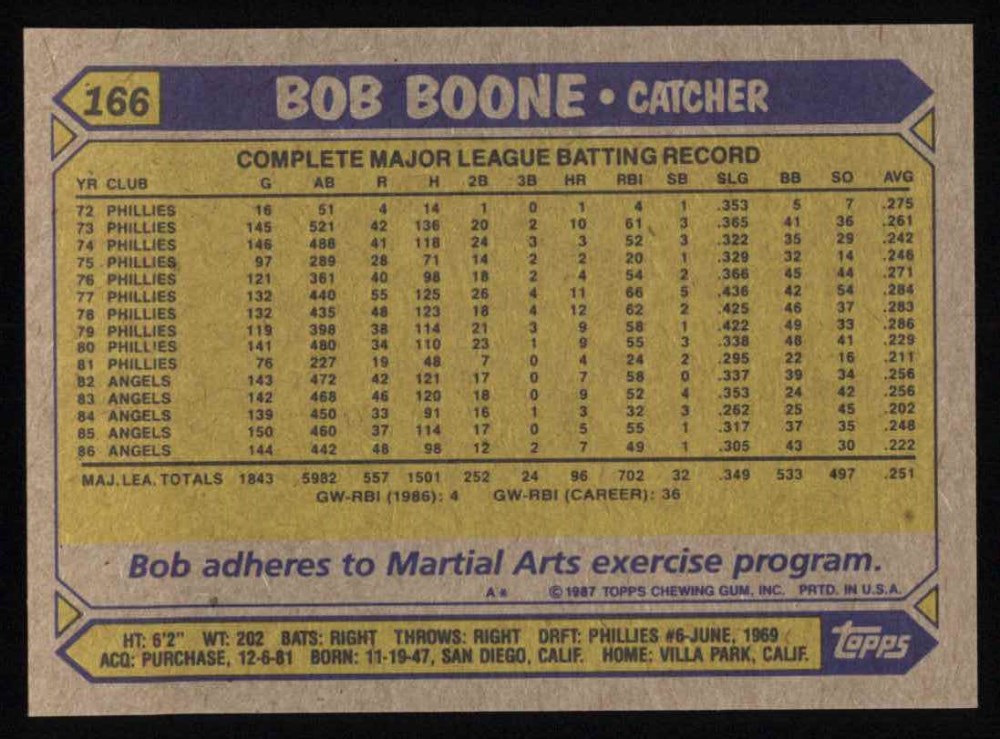 166 BOB BOONE • CATCHER
COMPLETE MAJOR LEAGUE BATTING RECORD
YR CLUB G AB R H 2B 3B HR RBI SB SLG BB SO AVG
72 PHILLIES 16 51 4 14 1 0 1 4 1 .353 5 7 .275
73 PHILLIES 145 521 42 136 20 2 10 61 3 .365 41 36 .261
74 PHILLIES 146 488 41 118 24 3 3 52 3 .322 35 29 .242
75 PHILLIES 97 289 28 71 14 2 2 20 1 .329 32 14 .246
76 PHILLIES 121 361 40 98 18 2 4 54 2 .366 45 44 .271
77 PHILLIES 132 440 55 125 26 4 11 66 5 .436 42 54 .284
78 PHILLIES 132 435 48 123 18 4 12 62 2 .425 46 37 .283
79 PHILLIES 119 398 38 114 21 3 9 58 1 .422 49 33 .286
80 PHILLIES 141 480 34 110 23 1 9 55 3 .338 48 41 .229
81 PHILLIES 76 227 19 48 7 0 4 24 2 .295 22 16 .211
82 ANGELS 143 472 42 121 17 0 7 58 0 .337 39 34 .256
83 ANGELS 142 468 46 120 18 0 9 52 4 .353 24 42 .256
84 ANGELS 139 450 33 91 16 1 3 32 3 .262 25 45 .202
85 ANGELS 150 460 37 114 17 0 5 55 1 .317 37 35 .248
86 ANGELS 144 442 48 98 12 2 7 49 1 .305 43 30 .222
MAJ. LEA. TOTALS 1843 5982 557 1501 252 24 96 702 32 .349 533 497 .251
GW-RBI (1986): 4 GW-RBI (CAREER): 36
Bob adheres to Martial Arts exercise program.
A* ©1987 TOPPS CHEWING GUM, INC. PRTD. IN U.S.A.
HT: 6'2" WT: 202 BATS: RIGHT THROWS: RIGHT DRFT: PHILLIES #6-JUNE, 1969
ACQ: PURCHASE, 12-6-81 BORN: 11-19-47, SAN DIEGO, CALIF. HOME: VILLA PARK, CALIF.
TOPPS